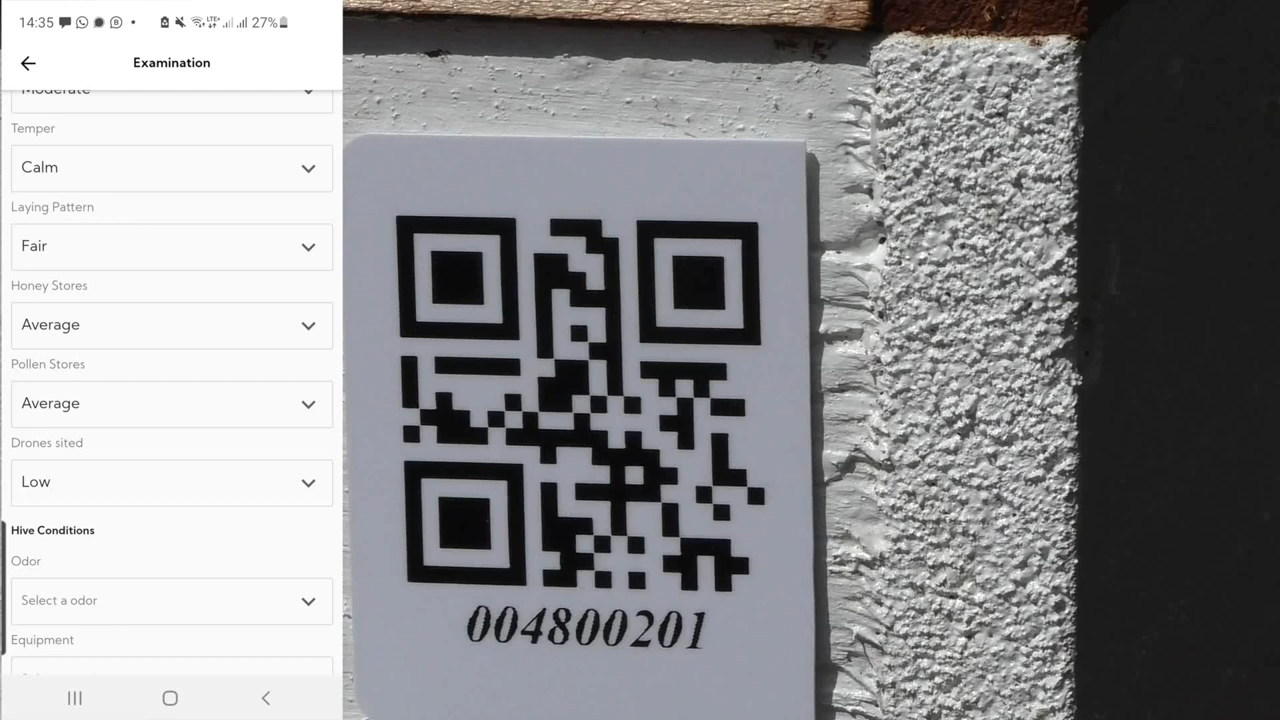 14:35
LTE+
27%
Examination
Moderate
Temper
Calm
Laying Pattern
Fair
Honey Stores
Average
Pollen Stores
Average
Drones sited
Low
Hive Conditions
Odor
Select a odor
Equipment
004800201